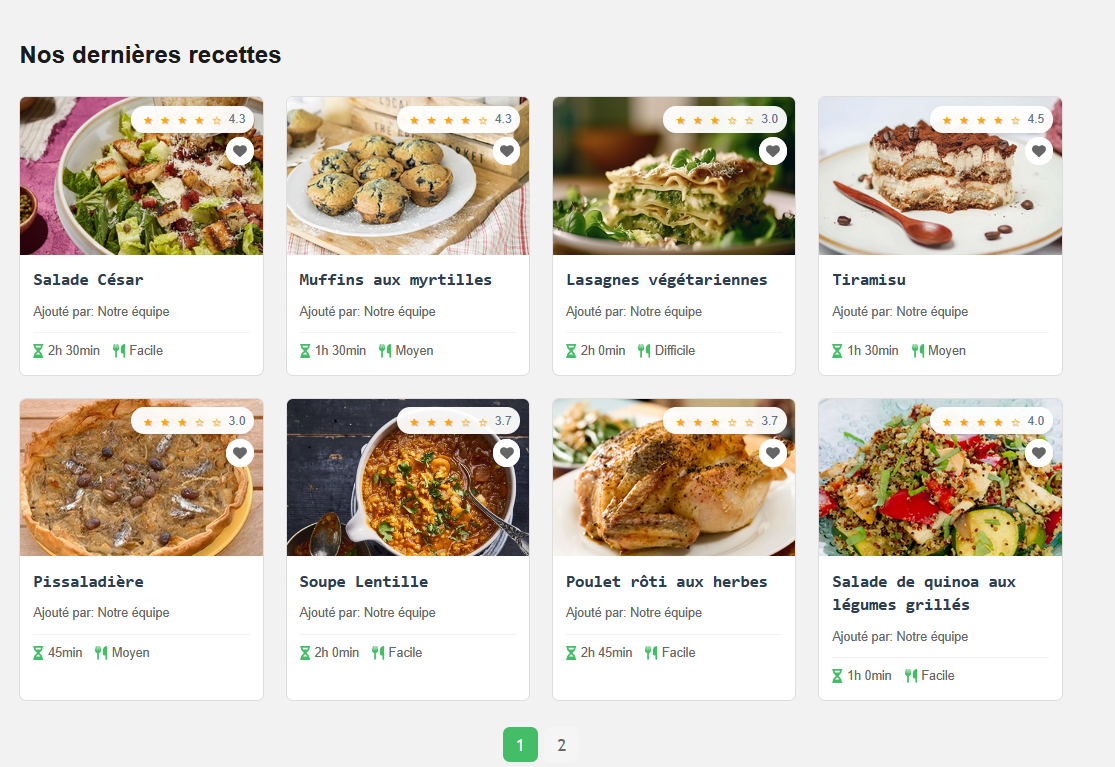 Nos dernières recettes
★ ★ ★ ★ ☆ 4.3
Salade César
Ajouté par: Notre équipe
2h 30min Facile
★ ★ ★ ★ ☆ 4.3
MARKET
Muffins aux myrtilles
Ajouté par: Notre équipe
1h 30min Moyen
★ ★ ★ ☆ ☆ 3.0
Lasagnes végétariennes
Ajouté par: Notre équipe
2h 0min Difficile
★ ★ ★ ★ ☆ 4.5
Tiramisu
Ajouté par: Notre équipe
1h 30min Moyen
★ ★ ★ ☆ ☆ 3.0
Pissaladière
Ajouté par: Notre équipe
45min Moyen
★ ★ ★ ☆ ☆ 3.7
Soupe Lentille
Ajouté par: Notre équipe
2h 0min Facile
★ ★ ★ ☆ ☆ 3.7
Poulet rôti aux herbes
Ajouté par: Notre équipe
2h 45min Facile
★ ★ ★ ★ ☆ 4.0
Salade de quinoa aux
légumes grillés
Ajouté par: Notre équipe
1h 0min Facile
1 2